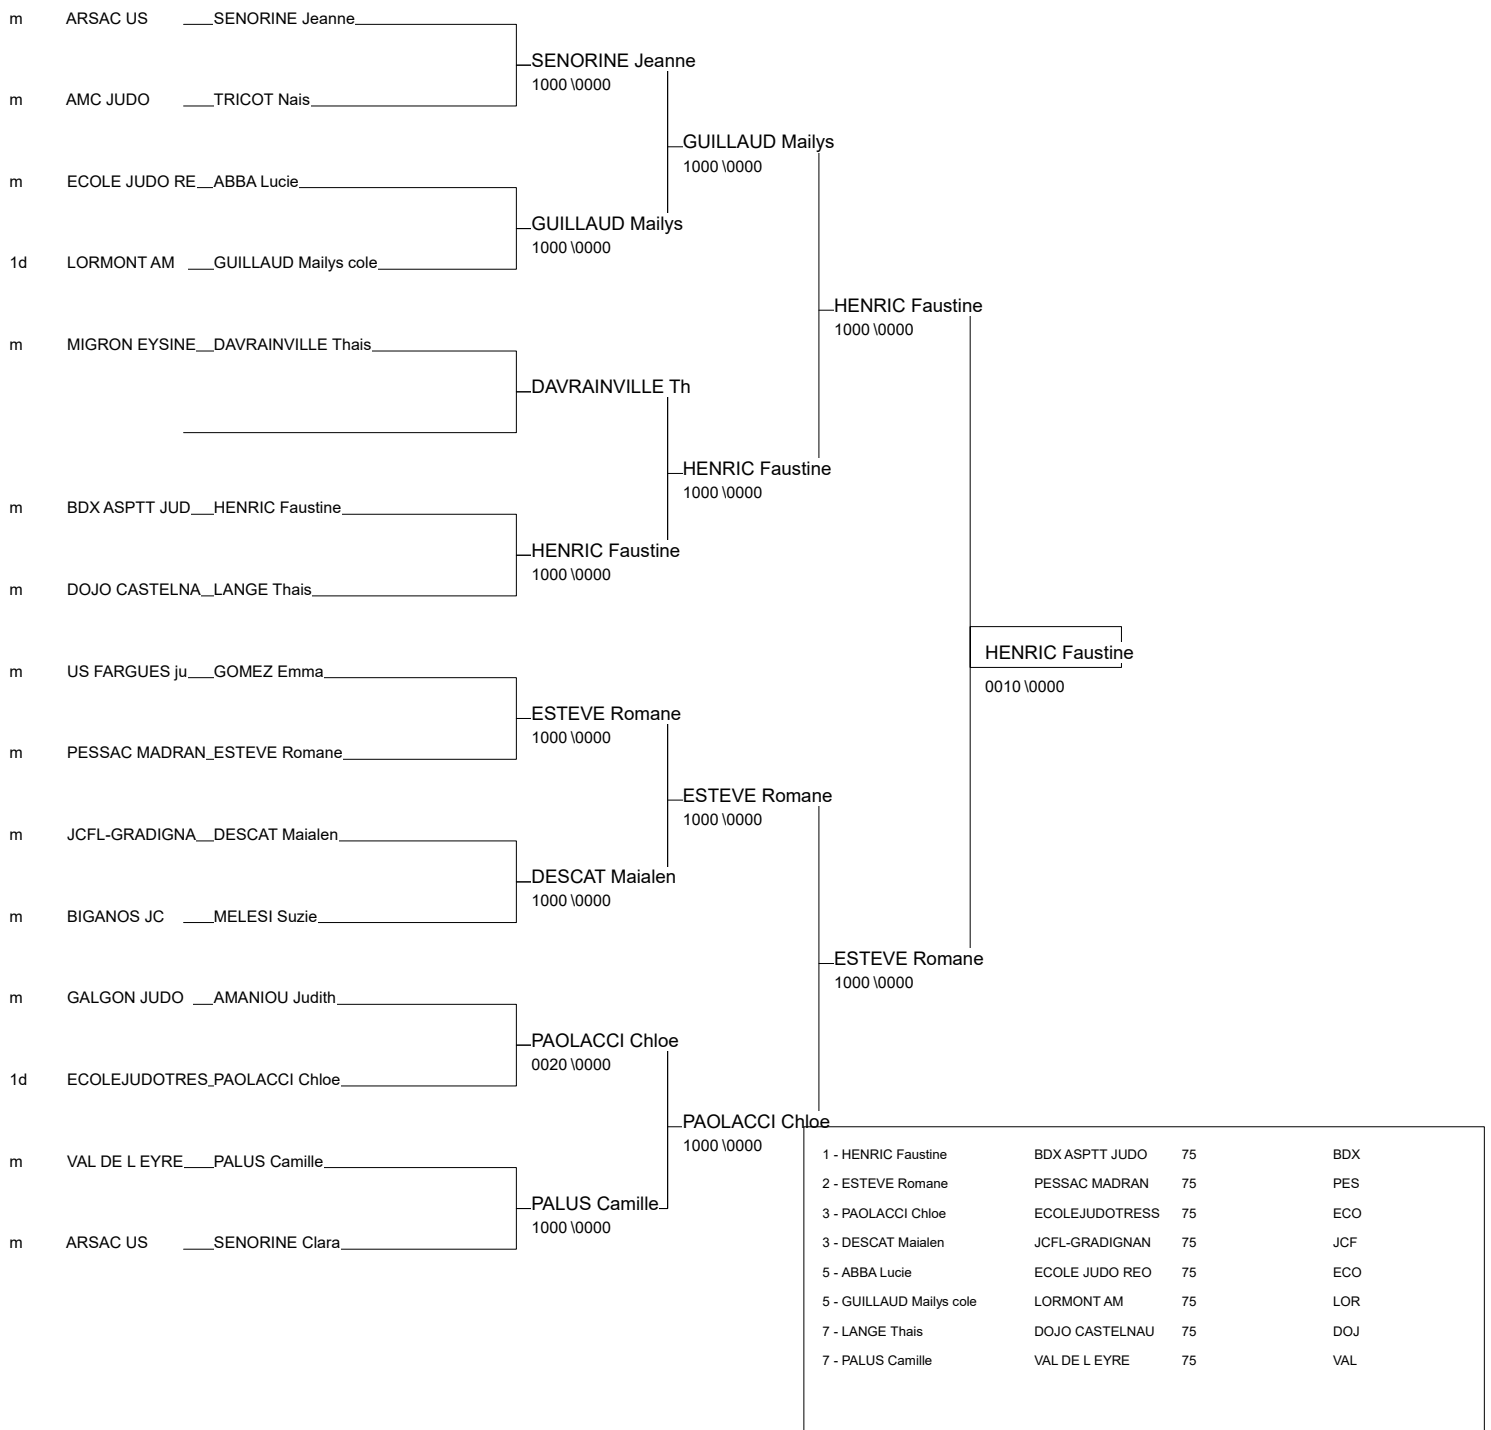 m ARSAC US SENORINE Jeanne
SENORINE Jeanne
1000 \0000
m AMC JUDO TRICOT Nais
GUILLAUD Mailys
1000 \0000
m ECOLE JUDO RE ABBA Lucie
GUILLAUD Mailys
1000 \0000
1d LORMONT AM GUILLAUD Mailys cole
HENRIC Faustine
1000 \0000
m MIGRON EYSINE DAVRAINVILLE Thais
DAVRAINVILLE Th
HENRIC Faustine
1000 \0000
m BDX ASPTT JUD HENRIC Faustine
HENRIC Faustine
1000 \0000
m DOJO CASTELNA LANGE Thais
HENRIC Faustine
0010 \0000
m US FARGUES ju GOMEZ Emma
ESTEVE Romane
1000 \0000
m PESSAC MADRAN ESTEVE Romane
ESTEVE Romane
1000 \0000
m JCFL-GRADIGNA DESCAT Maialen
DESCAT Maialen
1000 \0000
m BIGANOS JC MELESI Suzie
ESTEVE Romane
1000 \0000
m GALGON JUDO AMANIOU Judith
PAOLACCI Chloe
0020 \0000
1d ECOLEJUDOTRES PAOLACCI Chloe
PAOLACCI Chloe
1000 \0000
m VAL DE L EYRE PALUS Camille
PALUS Camille
1000 \0000
m ARSAC US SENORINE Clara
1 - HENRIC Faustine BDX ASPTT JUDO 75 BDX
2 - ESTEVE Romane PESSAC MADRAN 75 PES
3 - PAOLACCI Chloe ECOLEJUDOTRESS 75 ECO
3 - DESCAT Maialen JCFL-GRADIGNAN 75 JCF
5 - ABBA Lucie ECOLE JUDO REO 75 ECO
5 - GUILLAUD Mailys cole LORMONT AM 75 LOR
7 - LANGE Thais DOJO CASTELNAU 75 DOJ
7 - PALUS Camille VAL DE L EYRE 75 VAL